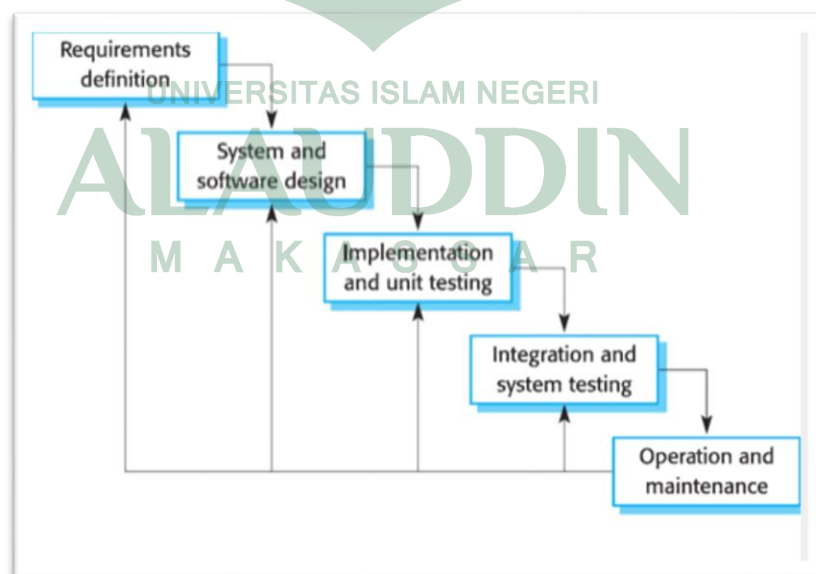 Requirements
definition
UNIVERSITAS ISLAM NEGERI
System and
software design
ALAUDDIN
Implementation
and unit testing
MAKASSAR
Integration and
system testing
Operation and
maintenance